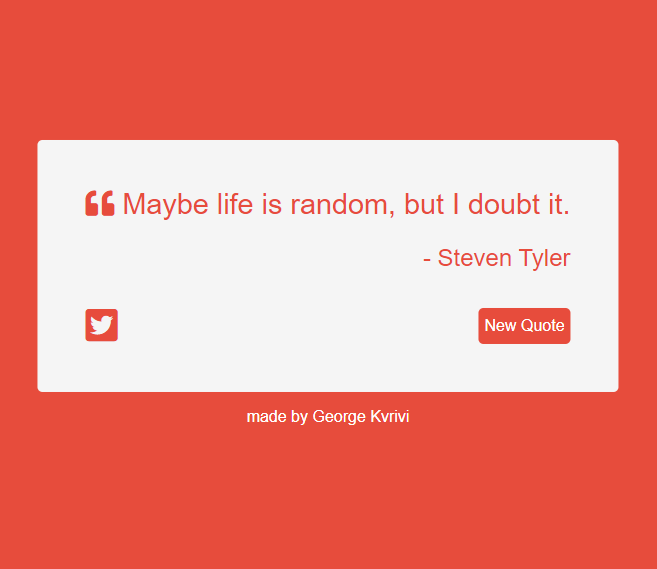 “ Maybe life is random, but I doubt it.
- Steven Tyler
New Quote
made by George Kvrivi